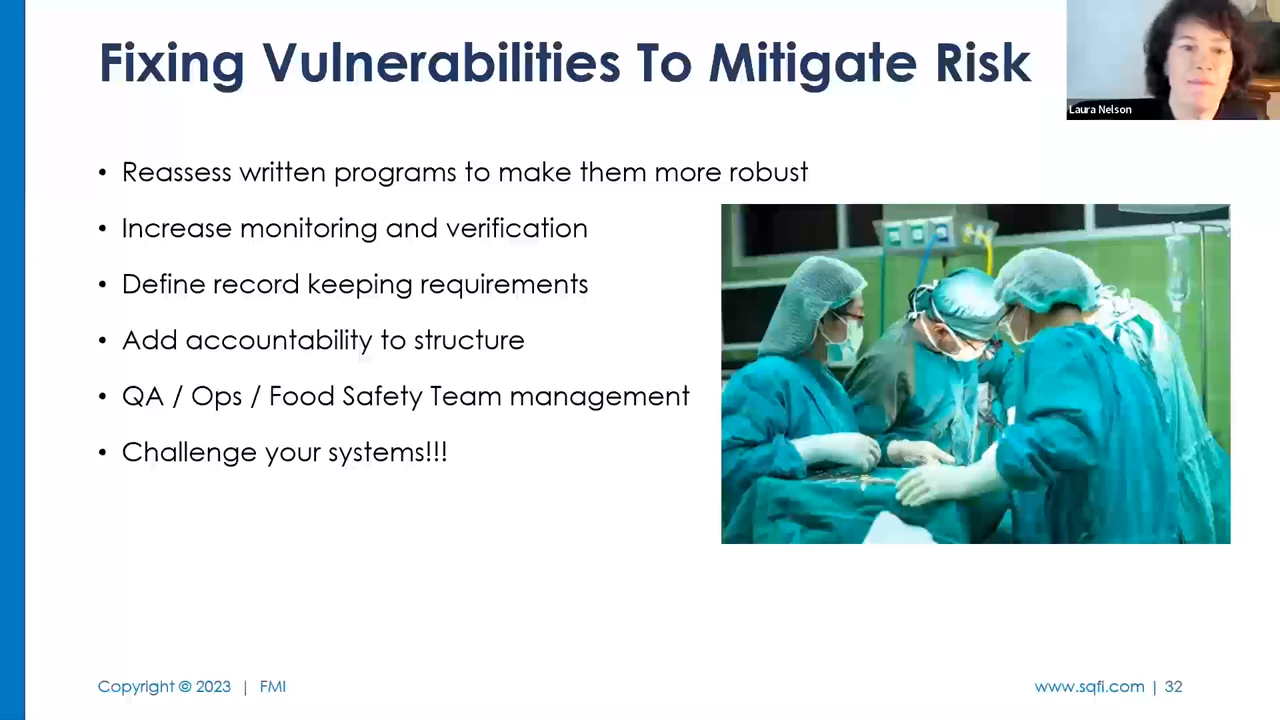 Fixing Vulnerabilities To Mitigate Risk
Laura Nelson
• Reassess written programs to make them more robust
• Increase monitoring and verification
• Define record keeping requirements
• Add accountability to structure
• QA / Ops / Food Safety Team management
• Challenge your systems!!!
Copyright © 2023 | FMI
www.sqfi.com | 32